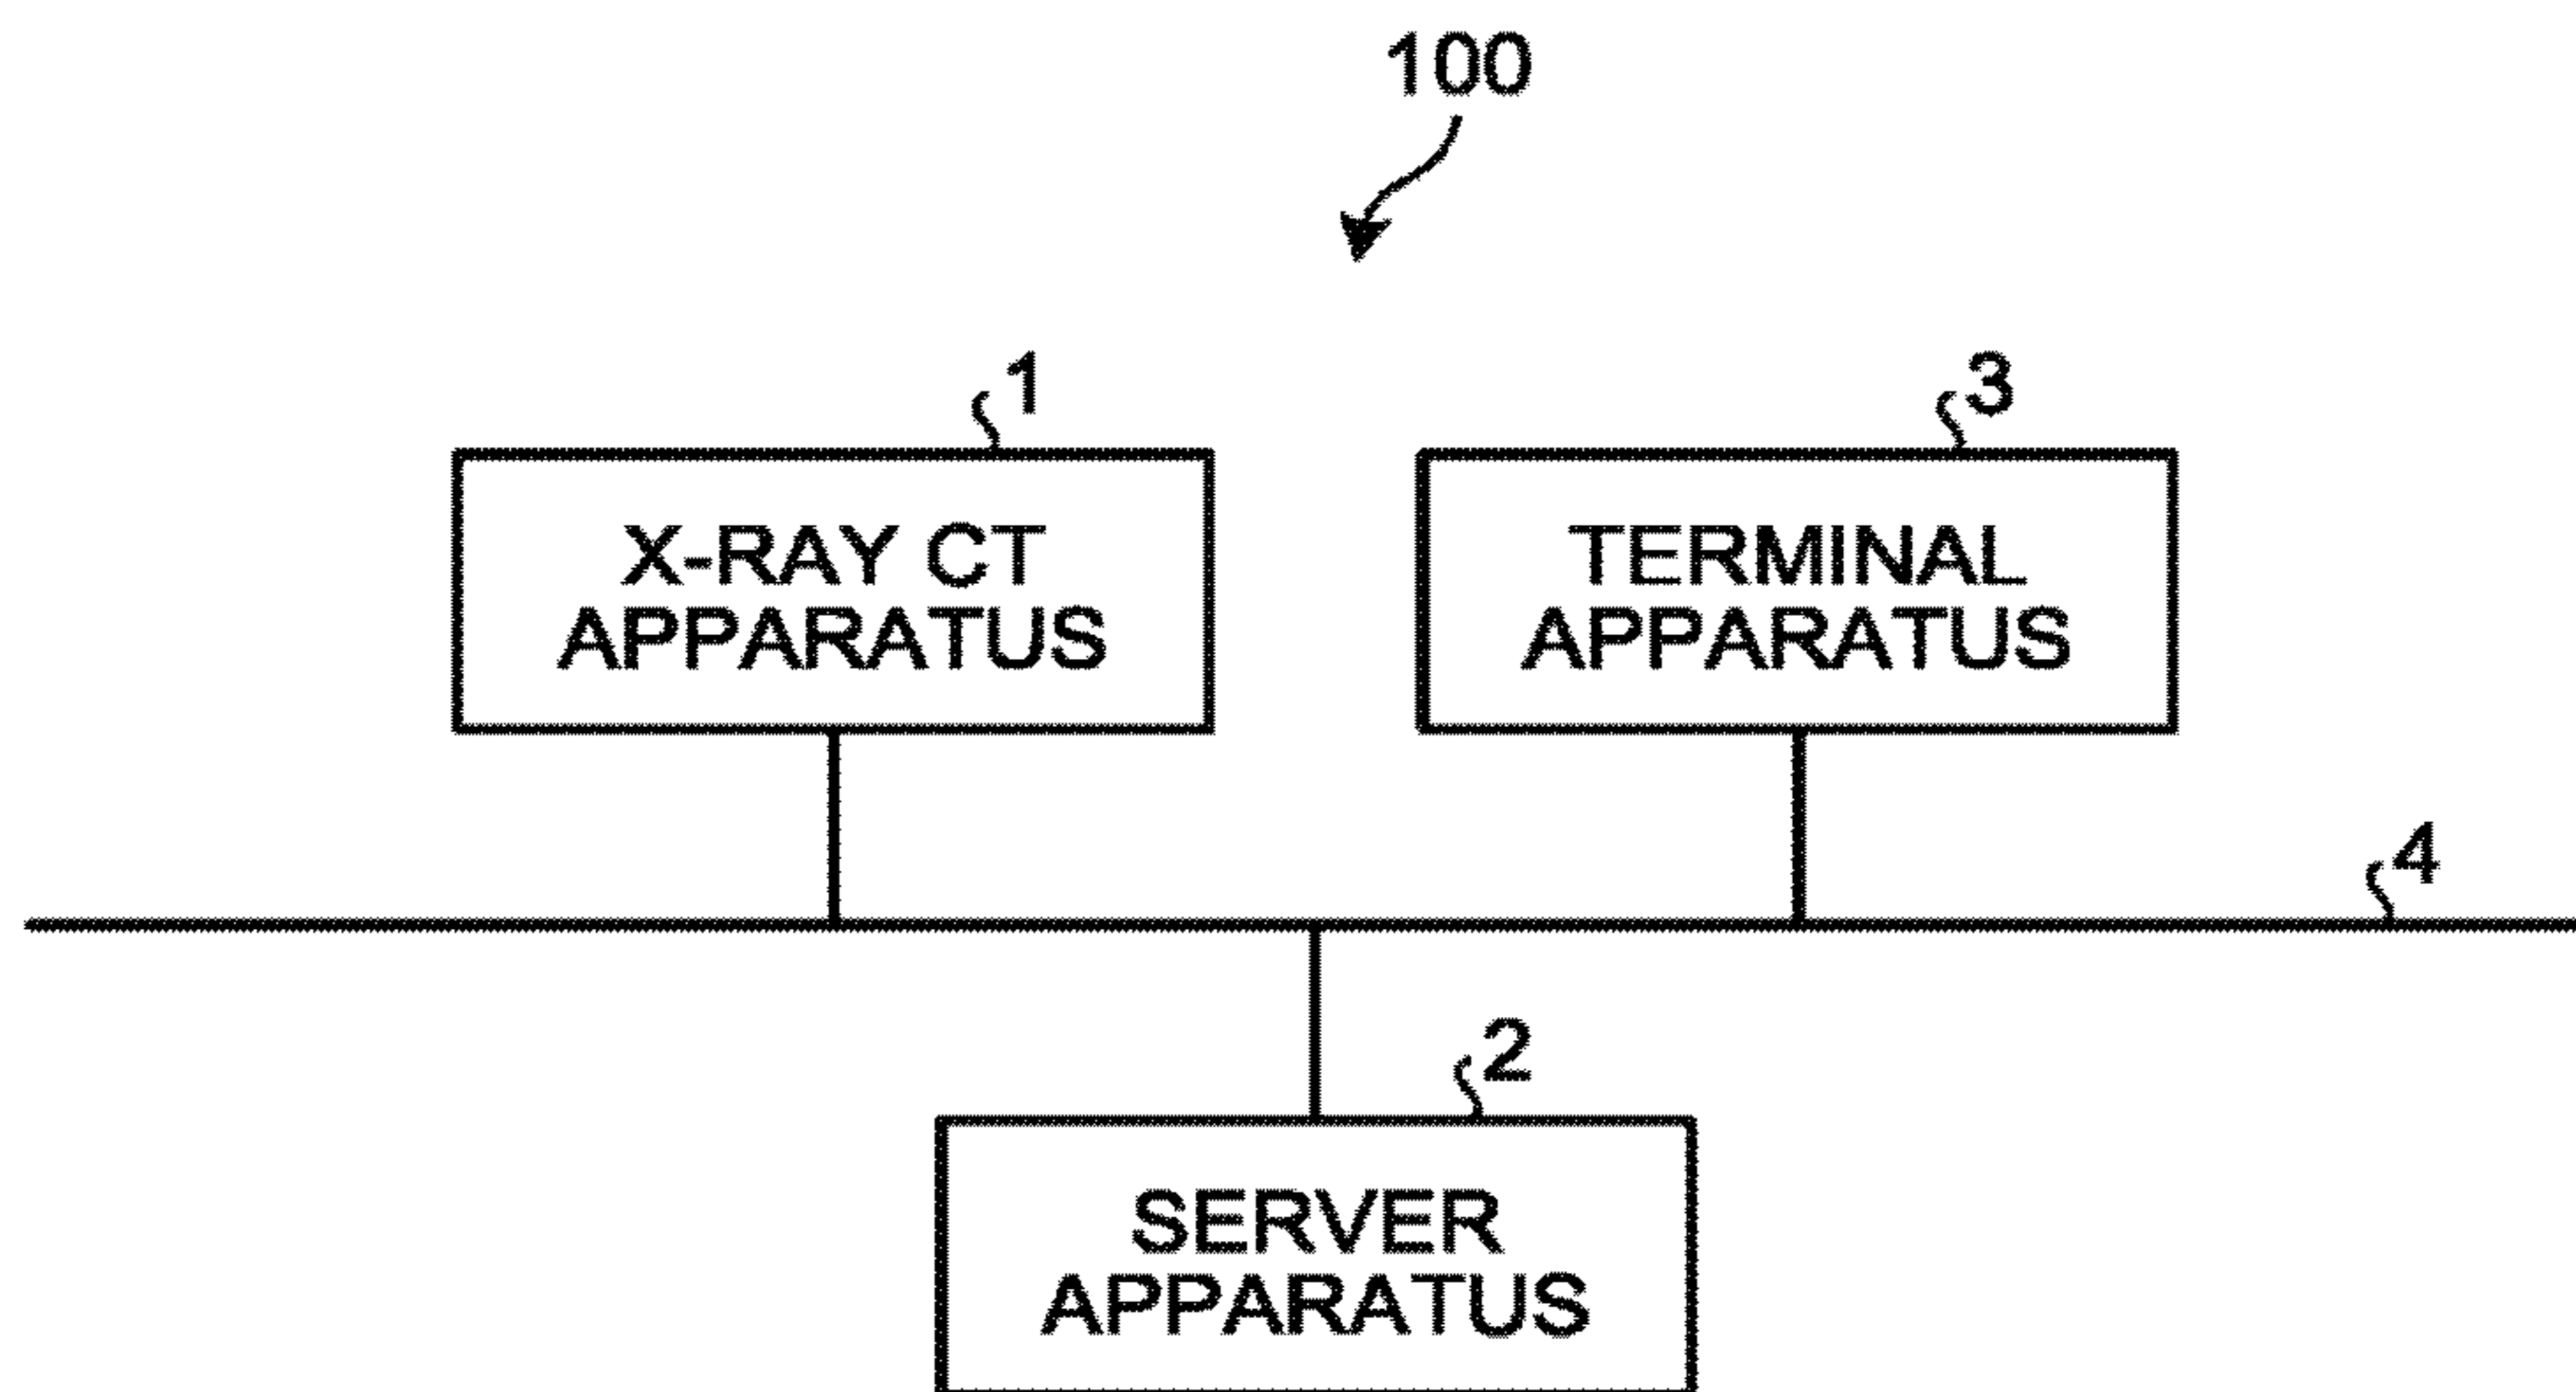 100
1
3
X-RAY CT
APPARATUS
TERMINAL
APPARATUS
4
2
SERVER
APPARATUS